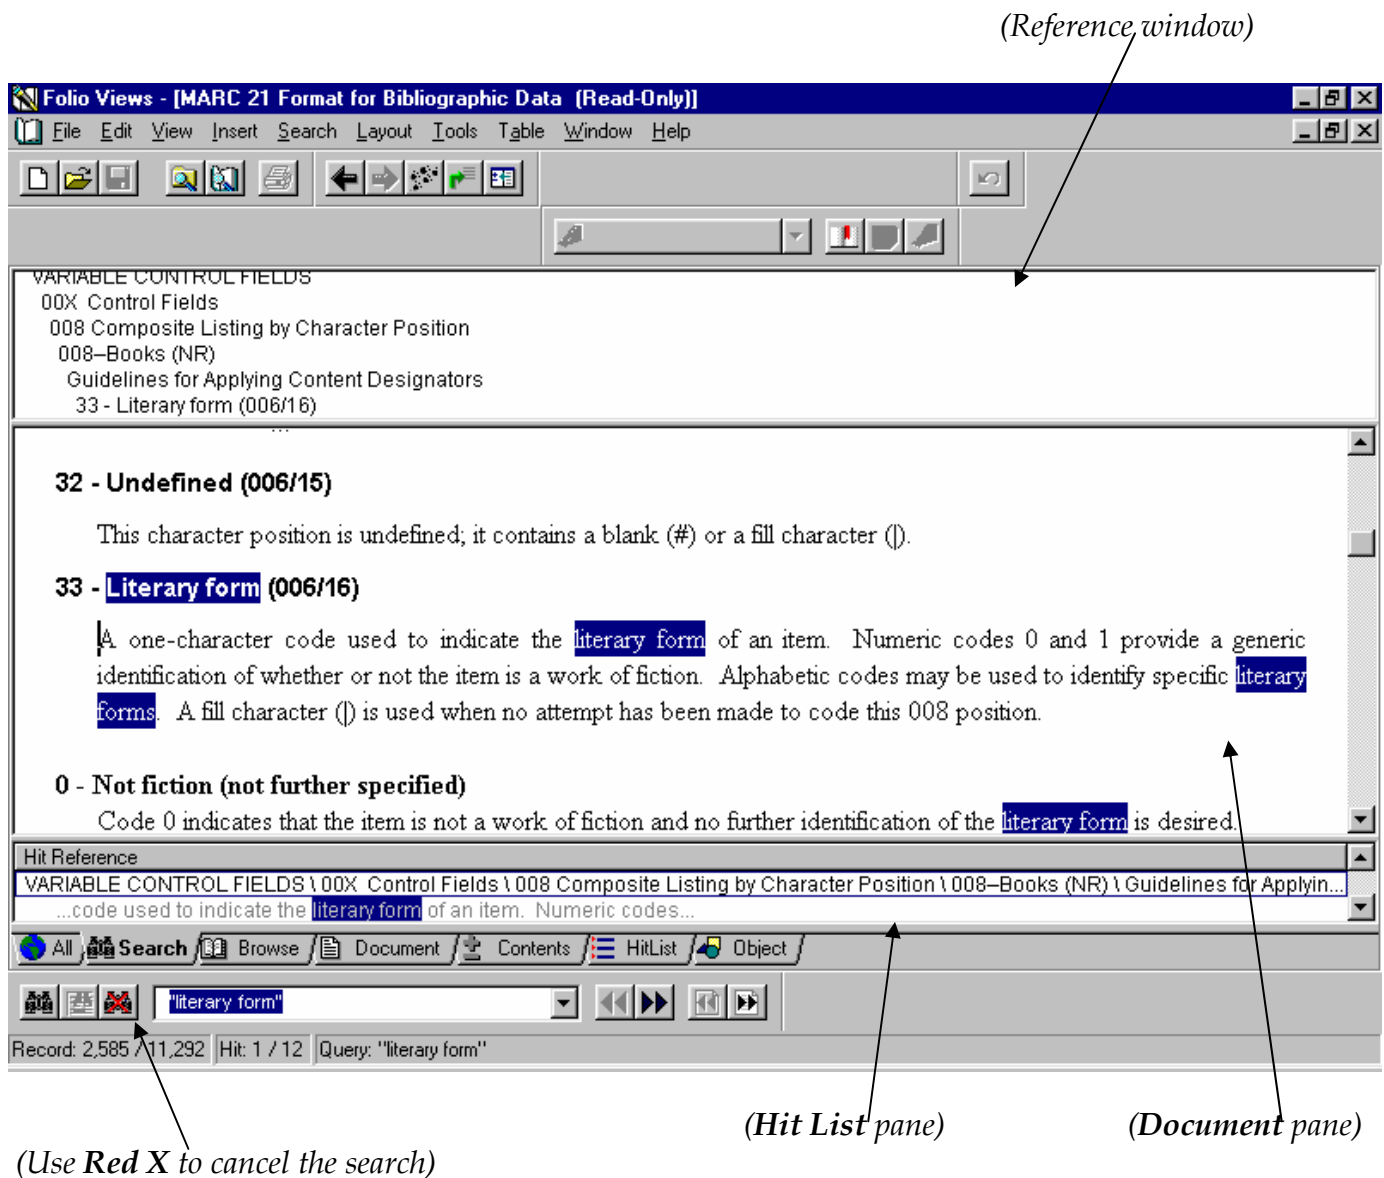 (Reference window)
Folio Views - [MARC 21 Format for Bibliographic Data (Read-Only)]
File Edit View Insert Search Layout Tools Table Window Help
VARIABLE CONTROL FIELDS
00X Control Fields
008 Composite Listing by Character Position
008–Books (NR)
Guidelines for Applying Content Designators
33 - Literary form (006/16)
...
32 - Undefined (006/15)
This character position is undefined; it contains a blank (#) or a fill character (|).
33 - Literary form (006/16)
A one-character code used to indicate the literary form of an item. Numeric codes 0 and 1 provide a generic
identification of whether or not the item is a work of fiction. Alphabetic codes may be used to identify specific literary
forms. A fill character (|) is used when no attempt has been made to code this 008 position.
0 - Not fiction (not further specified)
Code 0 indicates that the item is not a work of fiction and no further identification of the literary form is desired.
Hit Reference
VARIABLE CONTROL FIELDS \ 00X Control Fields \ 008 Composite Listing by Character Position \ 008–Books (NR) \ Guidelines for Applyin...
...code used to indicate the literary form of an item. Numeric codes...
All Search Browse Document Contents HitList Object
"literary form"
Record: 2,585 / 11,292 Hit: 1 / 12 Query: "literary form"
(Hit List pane) (Document pane)
(Use Red X to cancel the search)